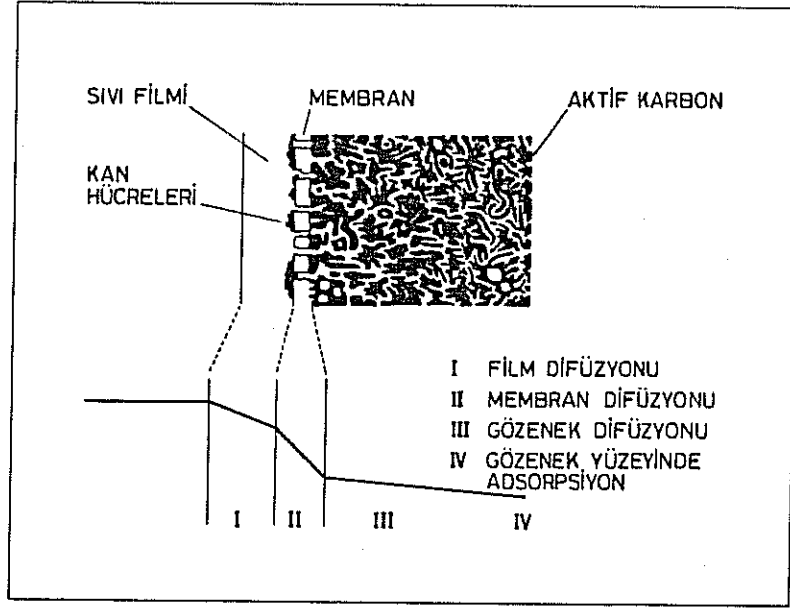 SIVI FİLMİ
MEMBRAN
AKTİF KARBON
KAN
HÜCRELERİ
I FİLM DİFÜZYONU
II MEMBRAN DİFÜZYONU
III GÖZENEK DİFÜZYONU
IV GÖZENEK YÜZEYİNDE
ADSORPSİYON
I II III IV